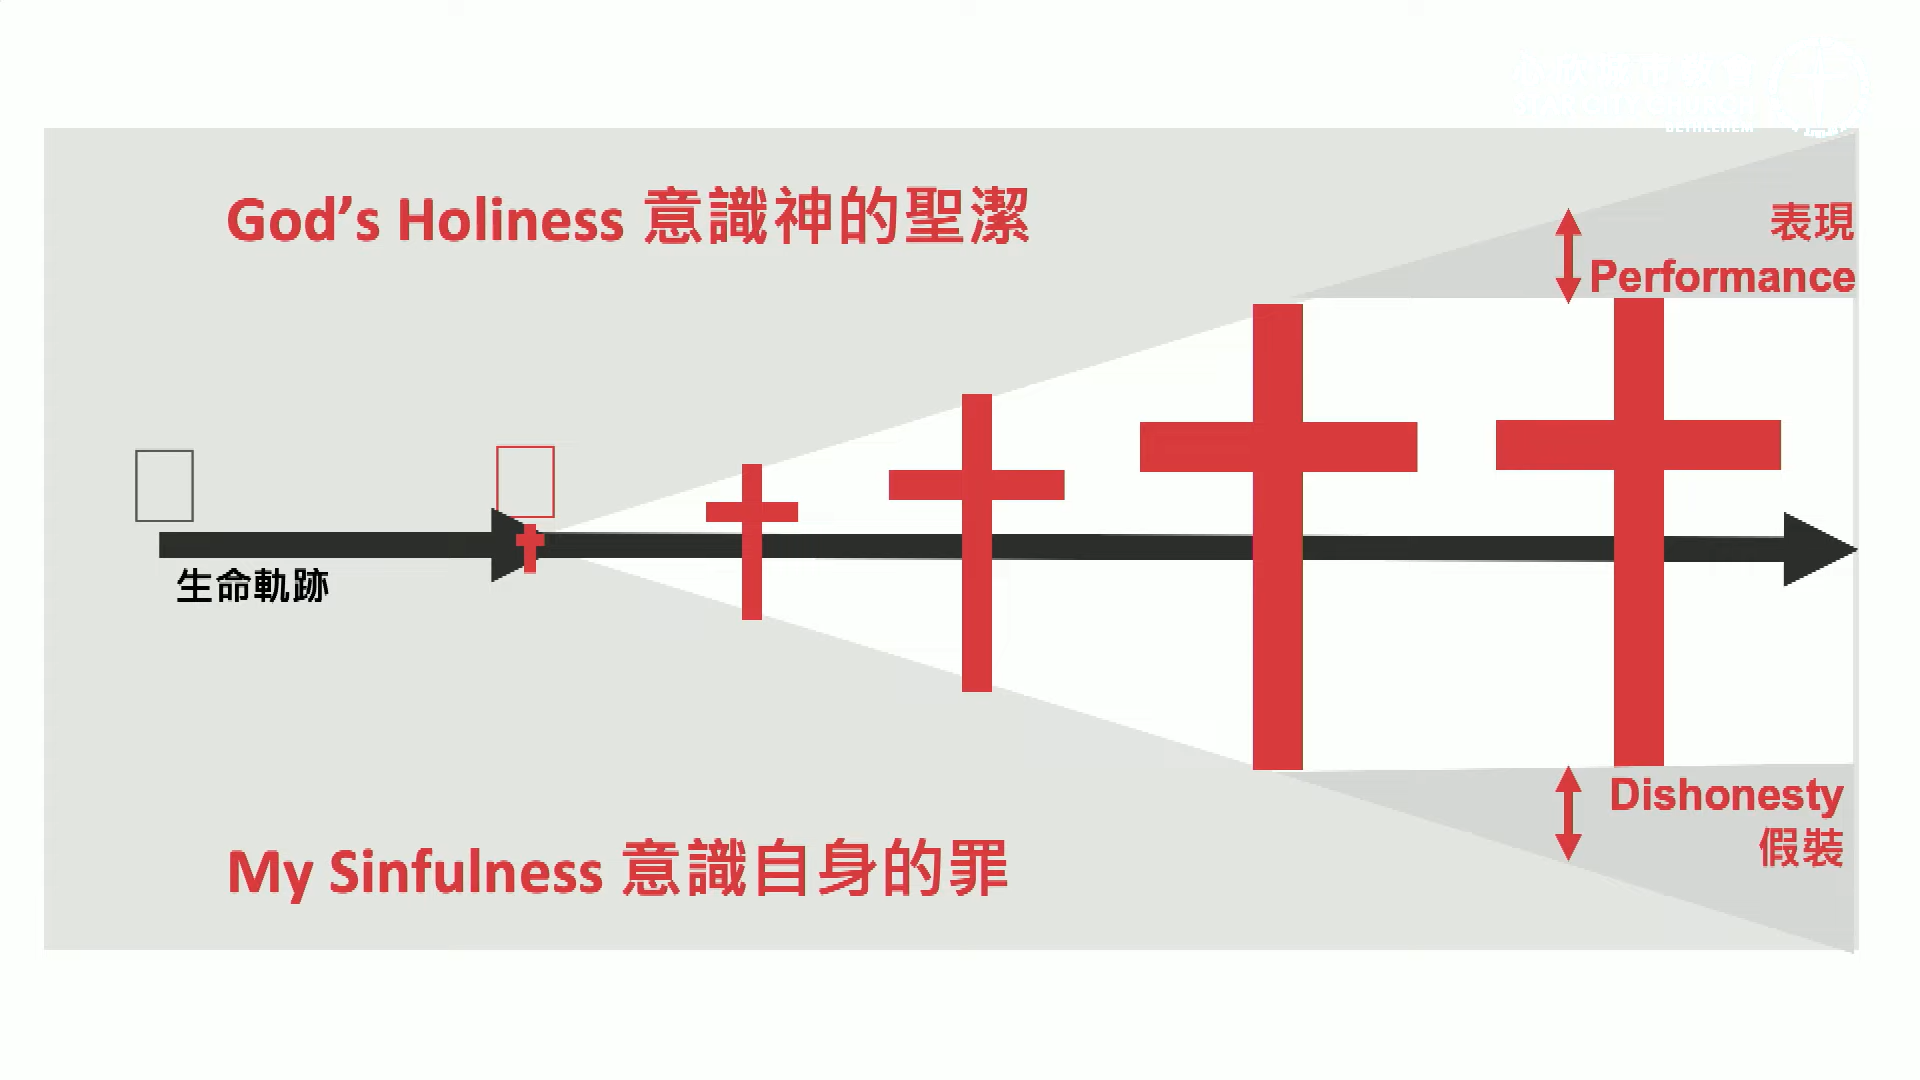 God's Holiness 意識神的聖潔
表現
Performance
生命軌跡
Dishonesty
假裝
My Sinfulness 意識自身的罪